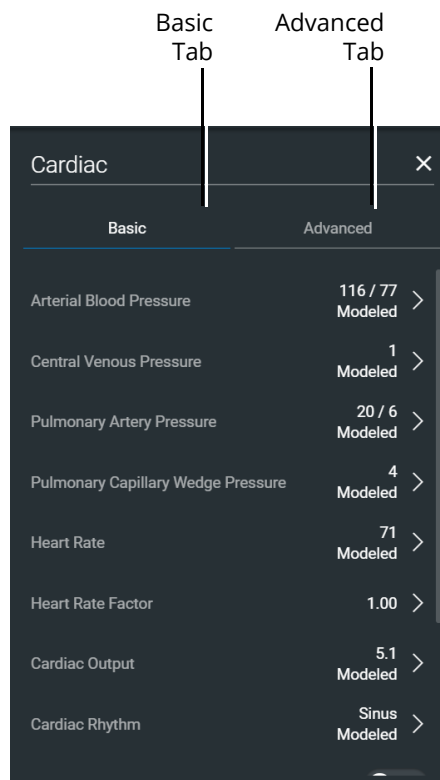 Basic
Tab
Advanced
Tab
Cardiac
Basic
Advanced
Arterial Blood Pressure
116 / 77
Modeled
Central Venous Pressure
1
Modeled
Pulmonary Artery Pressure
20 / 6
Modeled
Pulmonary Capillary Wedge Pressure
4
Modeled
Heart Rate
71
Modeled
Heart Rate Factor
1.00
Cardiac Output
5.1
Modeled
Cardiac Rhythm
Sinus
Modeled